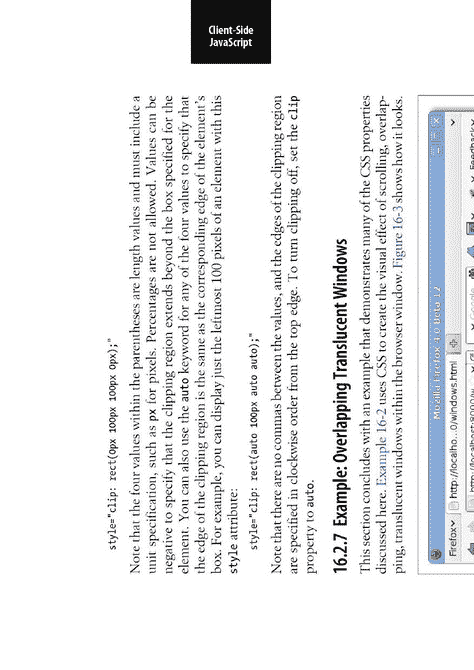 Client-Side
JavaScript
style="clip: rect(0px 100px 100px 0px);"
Note that the four values within the parentheses are length values and must include a
unit specification, such as px for pixels. Percentages are not allowed. Values can be
negative to specify that the clipping region extends beyond the box specified for the
element. You can also use the auto keyword for any of the four values to specify that
the edge of the clipping region is the same as the corresponding edge of the element's
box. For example, you can display just the leftmost 100 pixels of an element with this
style attribute:
style="clip: rect(auto 100px auto auto);"
Note that there are no commas between the values, and the edges of the clipping region
are specified in clockwise order from the top edge. To turn clipping off, set the clip
property to auto.
16.2.7 Example: Overlapping Translucent Windows
This section concludes with an example that demonstrates many of the CSS properties
discussed here. Example 16-2 uses CSS to create the visual effect of scrolling, overlap-
ping, translucent windows within the browser window. Figure 16-3 shows how it looks.
Mozilla Firefox 4.0 Beta 12
Firefox
http://localho...0/windows.html